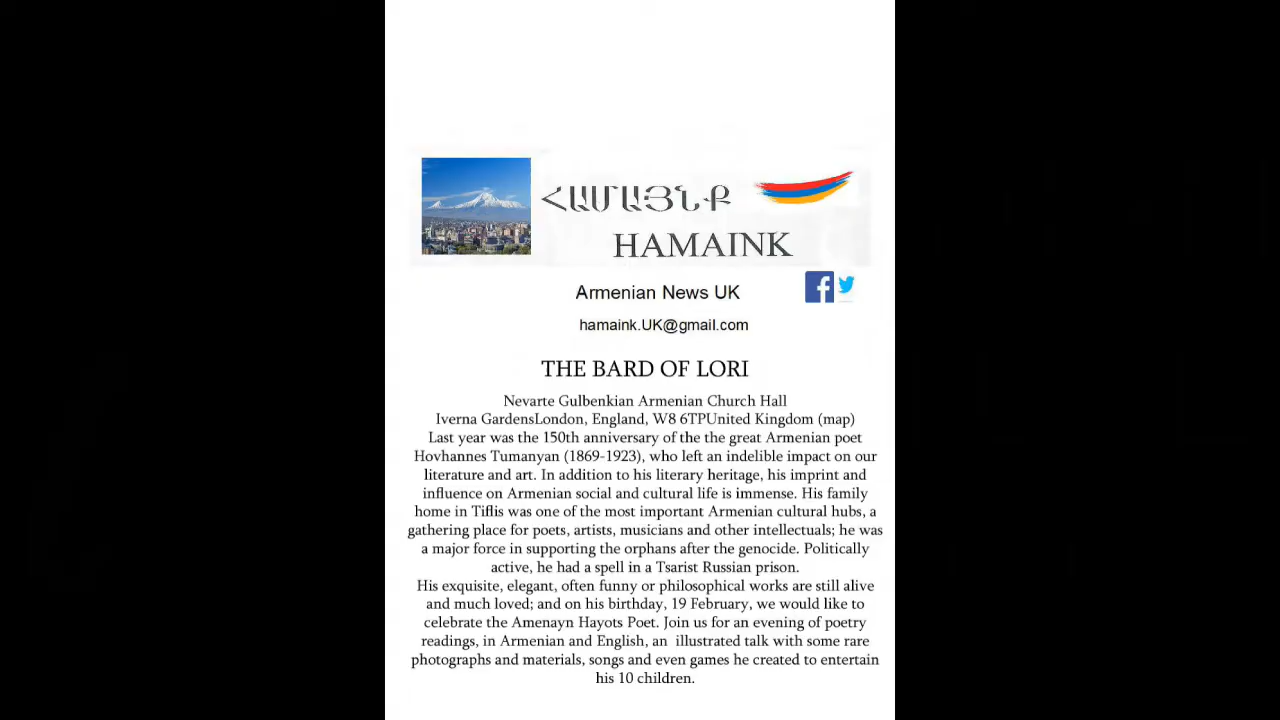 ՀԱՄԱՅՆՔ
HAMAINK
Armenian News UK
hamaink.UK@gmail.com
THE BARD OF LORI
Nevarte Gulbenkian Armenian Church Hall
Iverna GardensLondon, England, W8 6TPUnited Kingdom (map)
Last year was the 150th anniversary of the the great Armenian poet
Hovhannes Tumanyan (1869-1923), who left an indelible impact on our
literature and art. In addition to his literary heritage, his imprint and
influence on Armenian social and cultural life is immense. His family
home in Tiflis was one of the most important Armenian cultural hubs, a
gathering place for poets, artists, musicians and other intellectuals; he was
a major force in supporting the orphans after the genocide. Politically
active, he had a spell in a Tsarist Russian prison.
His exquisite, elegant, often funny or philosophical works are still alive
and much loved; and on his birthday, 19 February, we would like to
celebrate the Amenayn Hayots Poet. Join us for an evening of poetry
readings, in Armenian and English, an illustrated talk with some rare
photographs and materials, songs and even games he created to entertain
his 10 children.